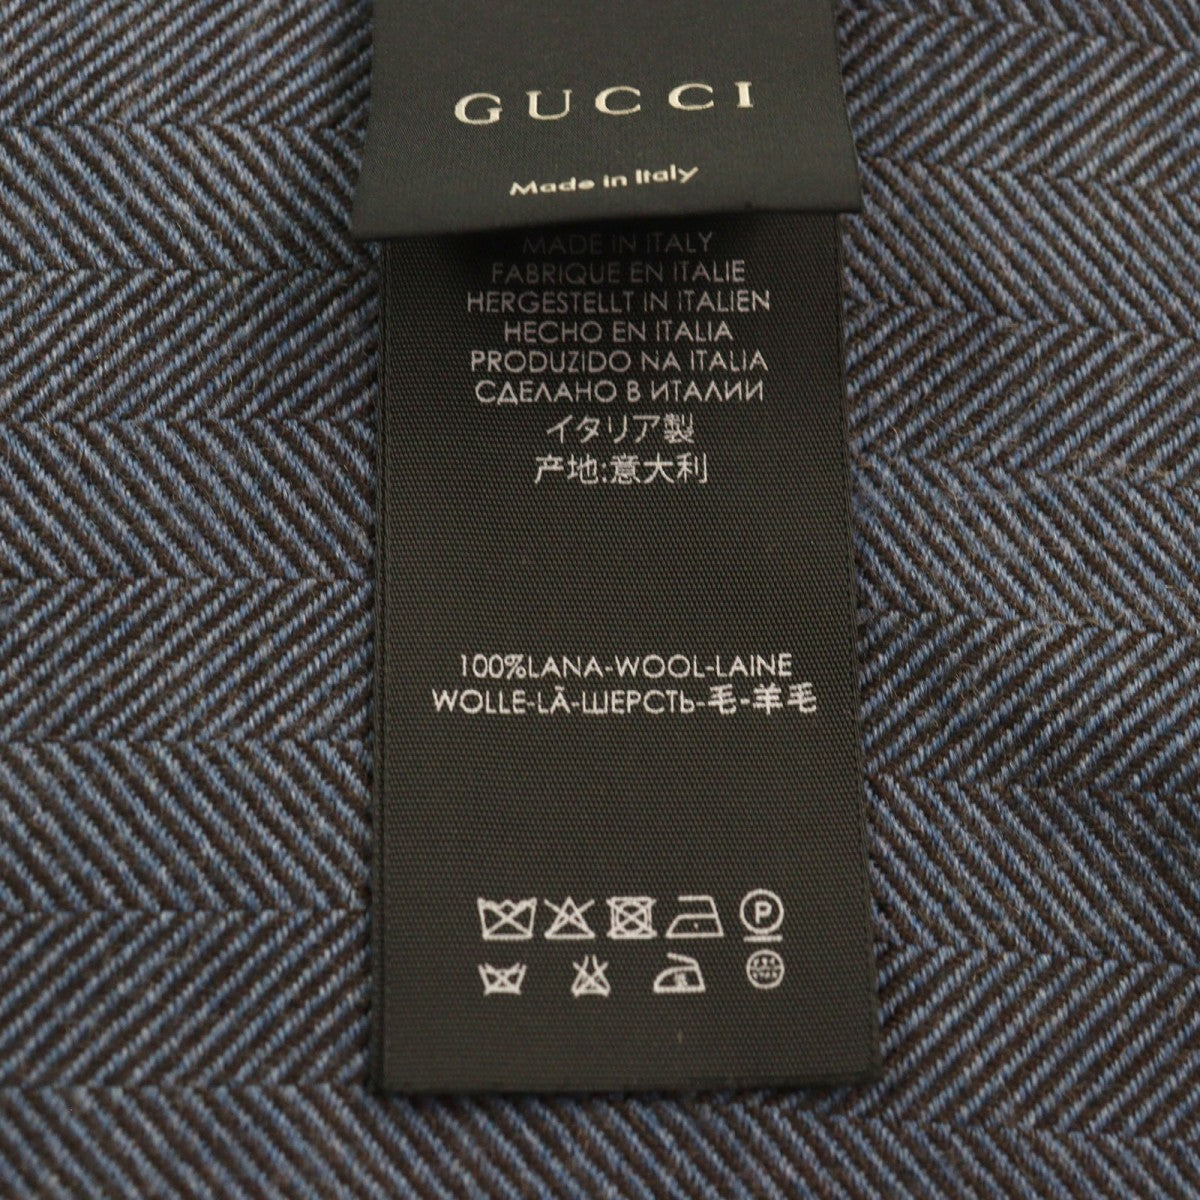 GUCCI
Made in Italy
MADE IN ITALY
FABRIQUE EN ITALIE
HERGESTELLT IN ITALIEN
HECHO EN ITALIA
PRODUZIDO NA ITALIA
СДЕЛАНО В ИТАЛИИ
イタリア製
产地:意大利
100%LANA-WOOL-LAINE
WOLLE-LÃ-ШЕРСТЬ-毛-羊毛
P